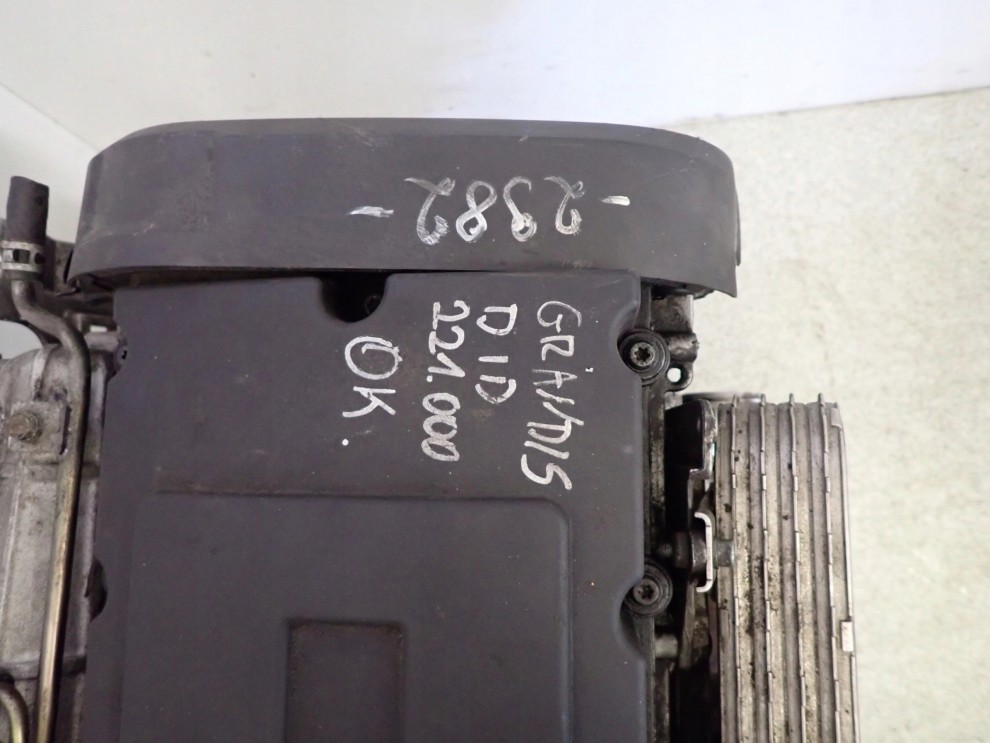 -2982-
GRANDIS
DID
221.000
OK.